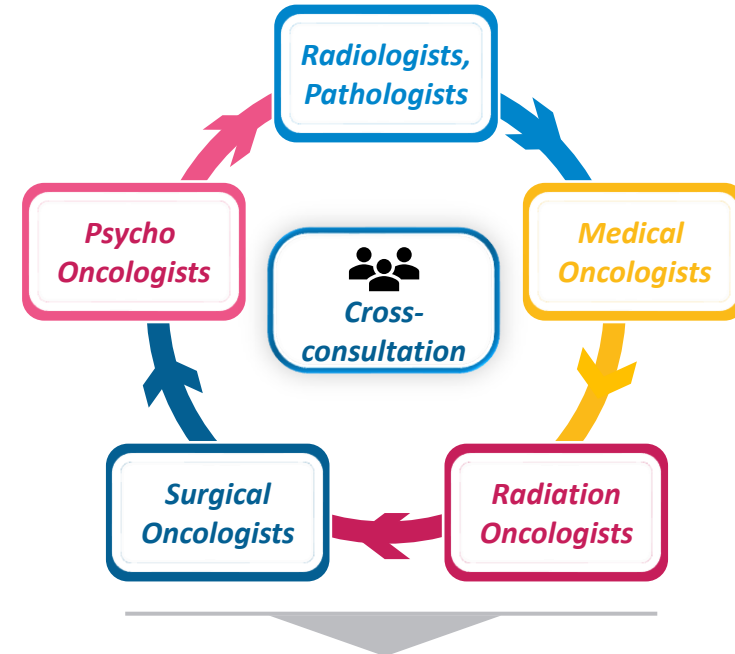 Radiologists,
Pathologists
Psycho
Oncologists
Medical
Oncologists
Cross-
consultation
Surgical
Oncologists
Radiation
Oncologists